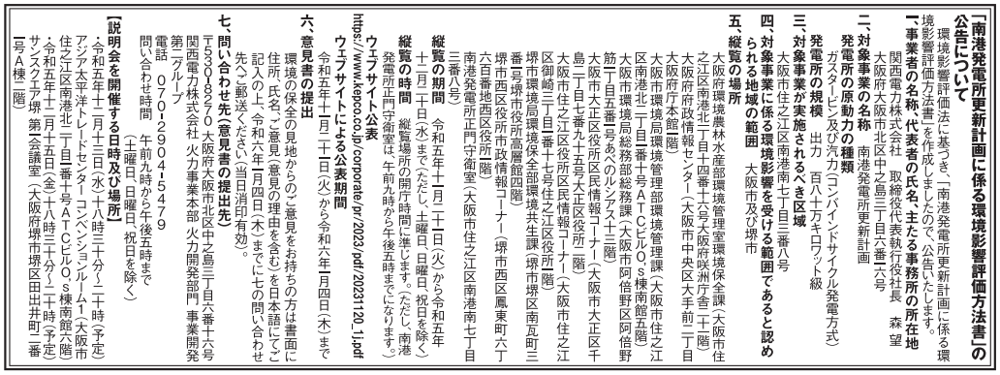 「南港発電所更新計画に係る環境影響評価方法書」の
公告について
環境影響評価法に基づき、「南港発電所更新計画に係る環
境影響評価方法書」を作成しましたので、公告いたします。
一、事業者の名称、代表者の氏名、主たる事務所の所在地
関西電力株式会社　取締役代表執行役社長　森　望
大阪府大阪市北区中之島三丁目六番十六号
二、対象事業の名称　南港発電所更新計画
発電所の原動力の種類
ガスタービン及び汽力（コンバインドサイクル発電方式）
発電所の規模　出力　百八十万キロワット級
三、対象事業が実施されるべき区域
大阪市住之江区南港南七丁目三番八号
四、対象事業に係る環境影響を受ける範囲であると認め
られる地域の範囲　大阪市及び堺市
五、縦覧の場所
大阪府環境農林水産部環境管理室環境保全課（大阪市住
之江区南港北一丁目十四番十六号大阪府咲洲庁舎二十一階）
大阪府府政情報センター（大阪市中央区大手前二丁目
大阪府庁本館一階）
大阪市環境局環境管理部環境管理課（大阪市住之江
区南港北二丁目一番十号ATCビルO's棟南館五階）
大阪市環境局総務部総務課（大阪市阿倍野区阿倍野
筋一丁目五番一号あべのルシアス十三階）
大阪市大正区役所区民情報コーナー（大阪市大正区千
島二丁目七番九十五号大正区役所一階）
大阪市住之江区役所区民情報コーナー（大阪市住之江
区御崎三丁目一番十七号住之江区役所一階）
堺市環境局環境保全部環境共生課（堺市堺区南瓦町三
番一号堺市役所高層館四階）
堺市西区役所市政情報コーナー（堺市西区鳳東町六丁
六百番地西区役所一階）
南港発電所正門守衛室（大阪市住之江区南港南七丁目
三番八号）
縦覧の期間　令和五年十一月二十一日（火）から令和五年
十二月二十日（水）まで（ただし、土曜日、日曜日、祝日を除く）
縦覧の時間　縦覧場所の開庁時間に準じます。（ただし、南港
発電所正門守衛室は、午前九時から午後五時までになります。）
ウェブサイト公表
https://www.kepco.co.jp/corporate/pr/2023/pdf/20231120_1j.pdf
ウェブサイトによる公表期間
令和五年十一月二十一日（火）から令和六年一月四日（木）まで
六、意見書の提出
環境の保全の見地からのご意見をお持ちの方は書面に
住所、氏名、ご意見（意見の理由を含む）を日本語にてご
記入の上、令和六年一月四日（木）までに七の問い合わせ
先へご郵送ください（当日消印有効）。
七、問い合わせ先（意見書の提出先）
〒530-8270　大阪府大阪市北区中之島三丁目六番十六号
関西電力株式会社　火力事業本部　火力開発部門　事業開発
第二グループ
電話　070-2904-5479
問い合わせ時間　午前九時から午後五時まで
（土曜日、日曜日、祝日を除く）
【説明会を開催する日時及び場所】
・令和五年十二月十三日（水）十八時三十分～二十時（予定）
アジア太平洋トレードセンター コンベンションルーム1（大阪市
住之江区南港北二丁目一番十号ATCビルO's棟南館六階）
・令和五年十二月十五日（金）十八時三十分～二十時（予定）
サンスクエア堺　第一会議室（大阪府堺市堺区田出井町二番
一号A棟二階）